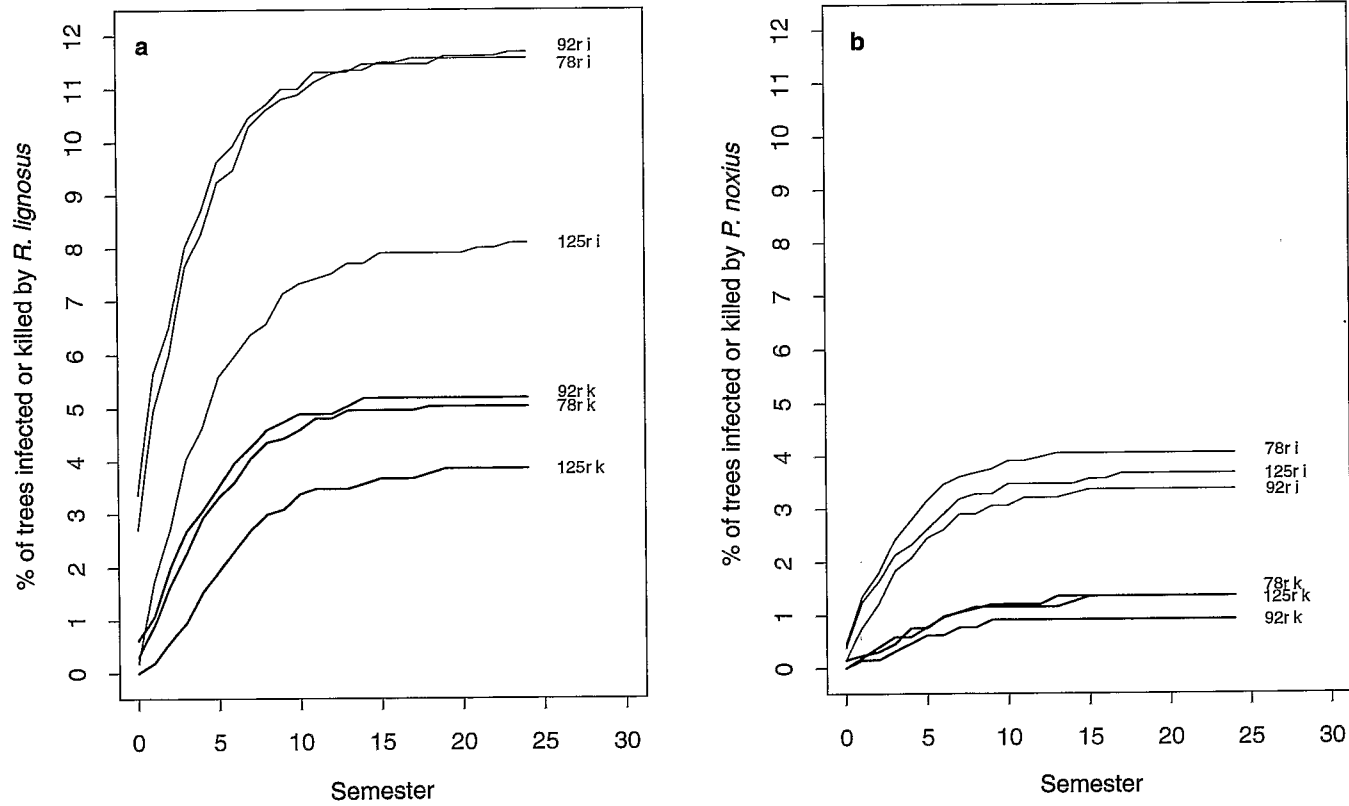 a
% of trees infected or killed by R. lignosus
12
11
10
9
8
7
6
5
4
3
2
1
0
92r i
78r i
125r i
92r k
78r k
125r k
0 5 10 15 20 25 30
Semester
b
% of trees infected or killed by P. noxius
12
11
10
9
8
7
6
5
4
3
2
1
0
78r i
125r i
92r i
78r k
125r k
92r k
0 5 10 15 20 25 30
Semester